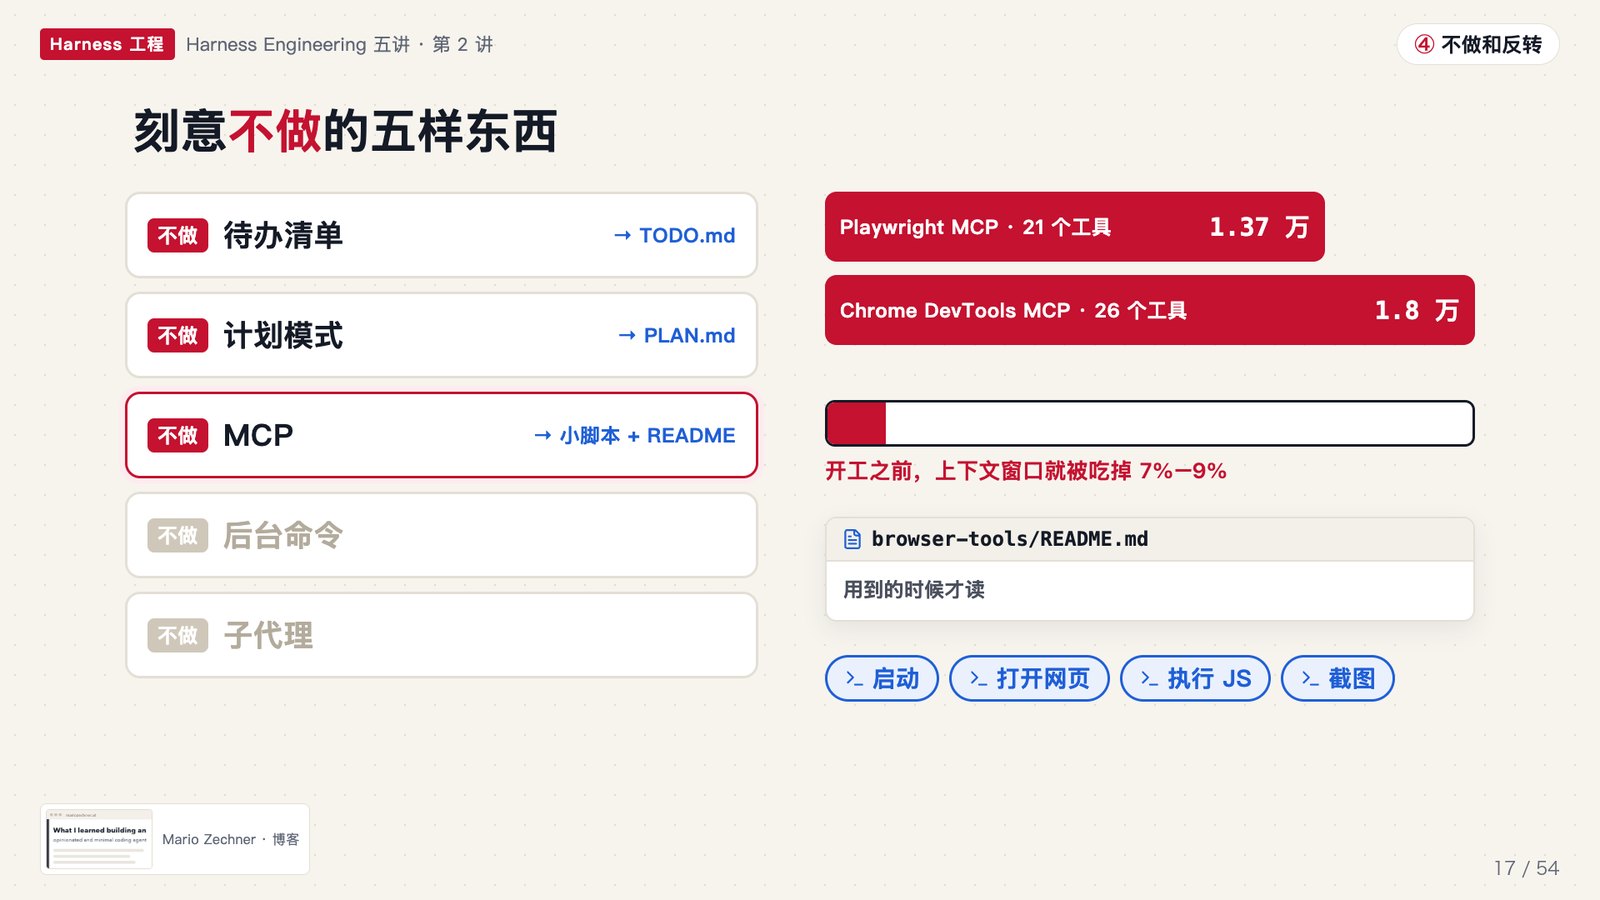 Harness 工程 Harness Engineering 五讲 · 第 2 讲
④ 不做和反转
刻意不做的五样东西
不做 待办清单 → TODO.md
不做 计划模式 → PLAN.md
不做 MCP → 小脚本 + README
不做 后台命令
不做 子代理
Playwright MCP · 21 个工具 1.37 万
Chrome DevTools MCP · 26 个工具 1.8 万
开工之前，上下文窗口就被吃掉 7%–9%
browser-tools/README.md
用到的时候才读
>_ 启动 >_ 打开网页 >_ 执行 JS >_ 截图
What I learned building an
opinionated and minimal coding agent
Mario Zechner · 博客
17 / 54